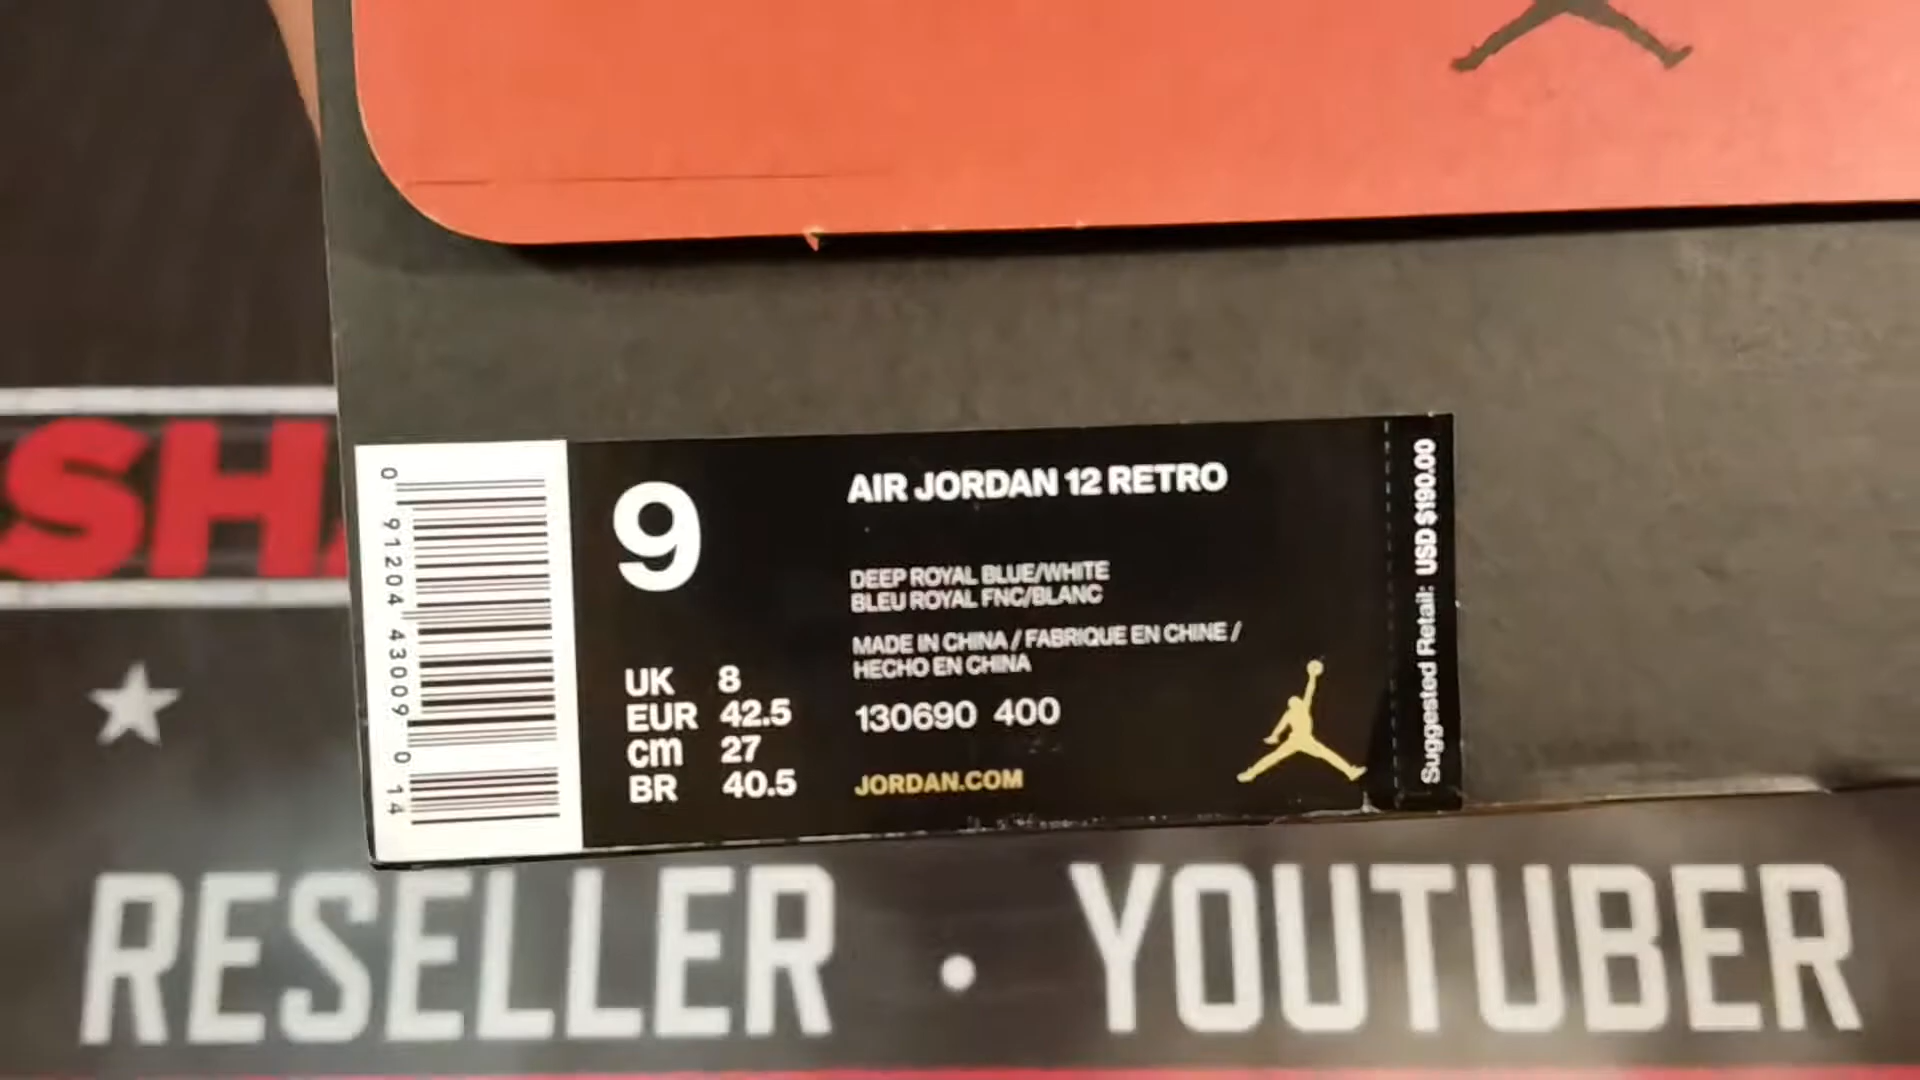 SH
0 91204 43009 0 14
9
AIR JORDAN 12 RETRO
DEEP ROYAL BLUE/WHITE
BLEU ROYAL FNC/BLANC
MADE IN CHINA / FABRIQUE EN CHINE /
HECHO EN CHINA
130690 400
JORDAN.COM
UK 8
EUR 42.5
cm 27
BR 40.5
Suggested Retail: USD $190.00
RESELLER • YOUTUBER